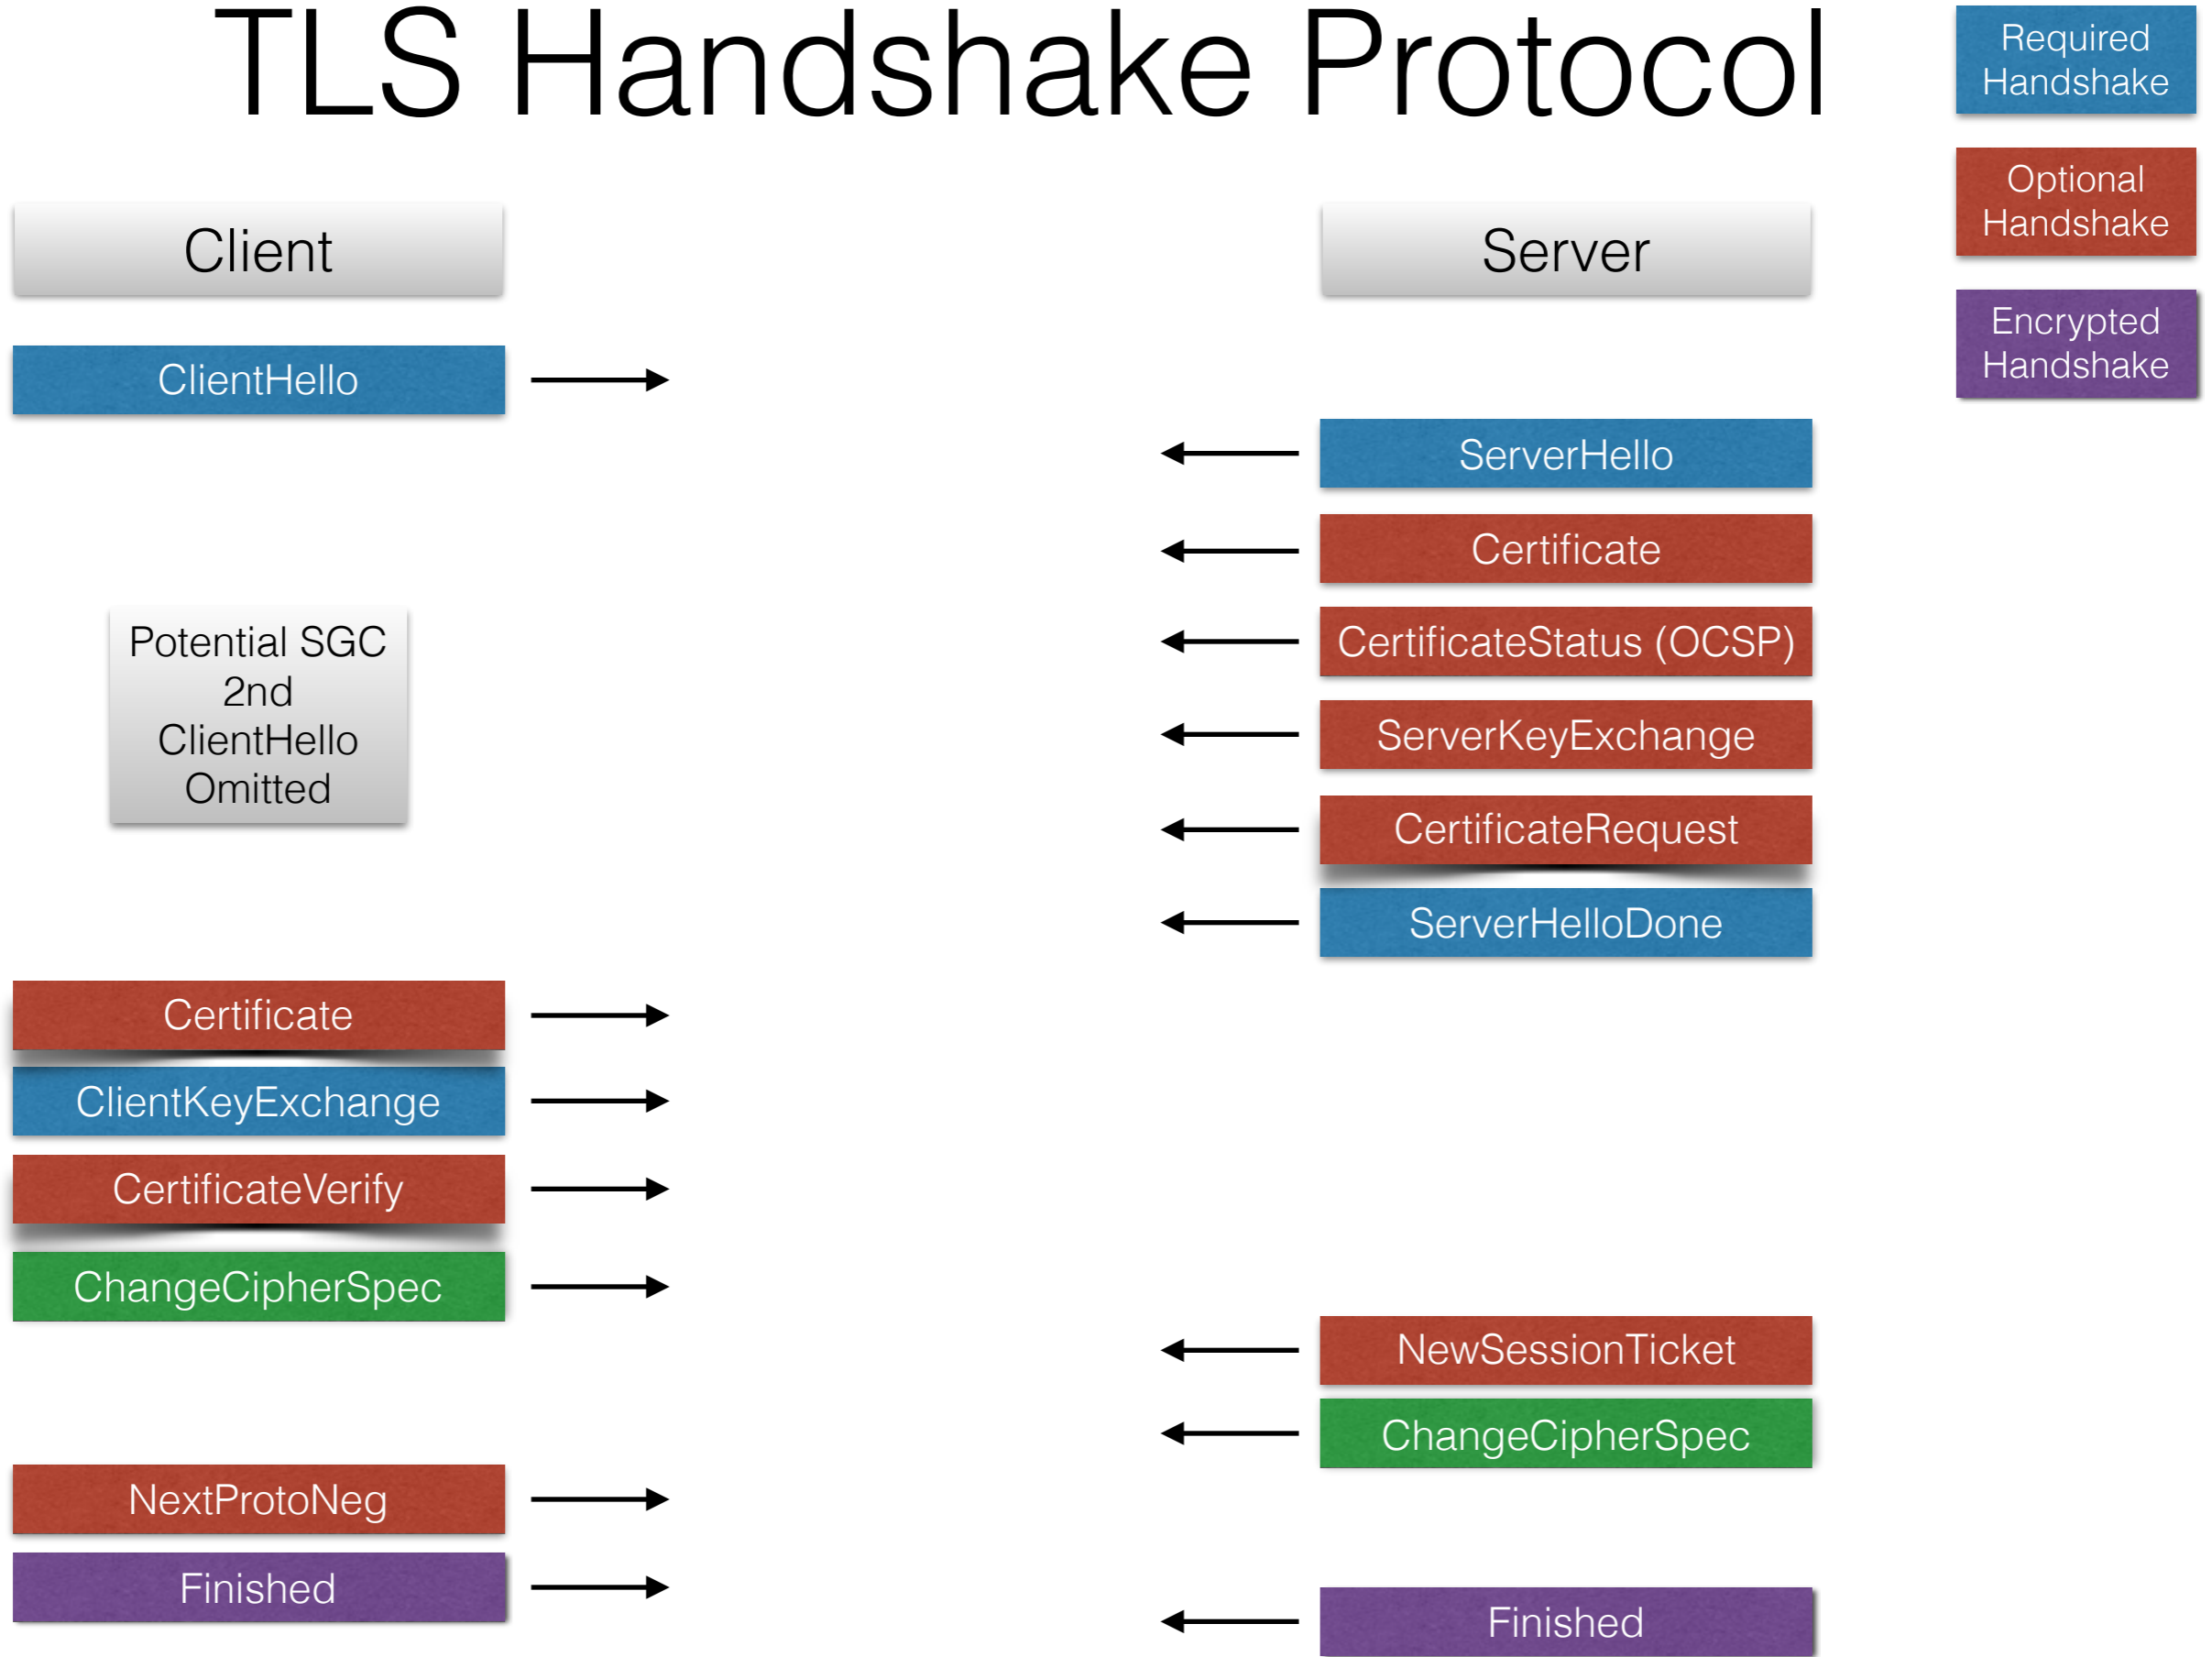 TLS Handshake Protocol
Required
Handshake
Optional
Handshake
Encrypted
Handshake
Client
Server
ClientHello
ServerHello
Certificate
CertificateStatus (OCSP)
ServerKeyExchange
CertificateRequest
ServerHelloDone
Potential SGC
2nd
ClientHello
Omitted
Certificate
ClientKeyExchange
CertificateVerify
ChangeCipherSpec
NewSessionTicket
ChangeCipherSpec
NextProtoNeg
Finished
Finished